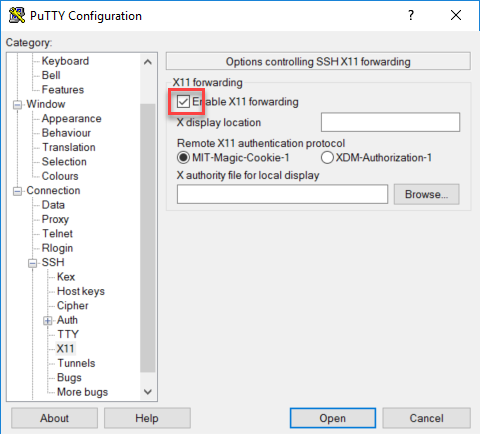 PuTTY Configuration
?
Category:
Keyboard
Bell
Features
Window
Appearance
Behaviour
Translation
Selection
Colours
Connection
Data
Proxy
Telnet
Rlogin
SSH
Kex
Host keys
Cipher
Auth
TTY
X11
Tunnels
Bugs
More bugs
Options controlling SSH X11 forwarding
X11 forwarding
Enable X11 forwarding
X display location
Remote X11 authentication protocol
MIT-Magic-Cookie-1 XDM-Authorization-1
X authority file for local display
Browse...
About Help Open Cancel